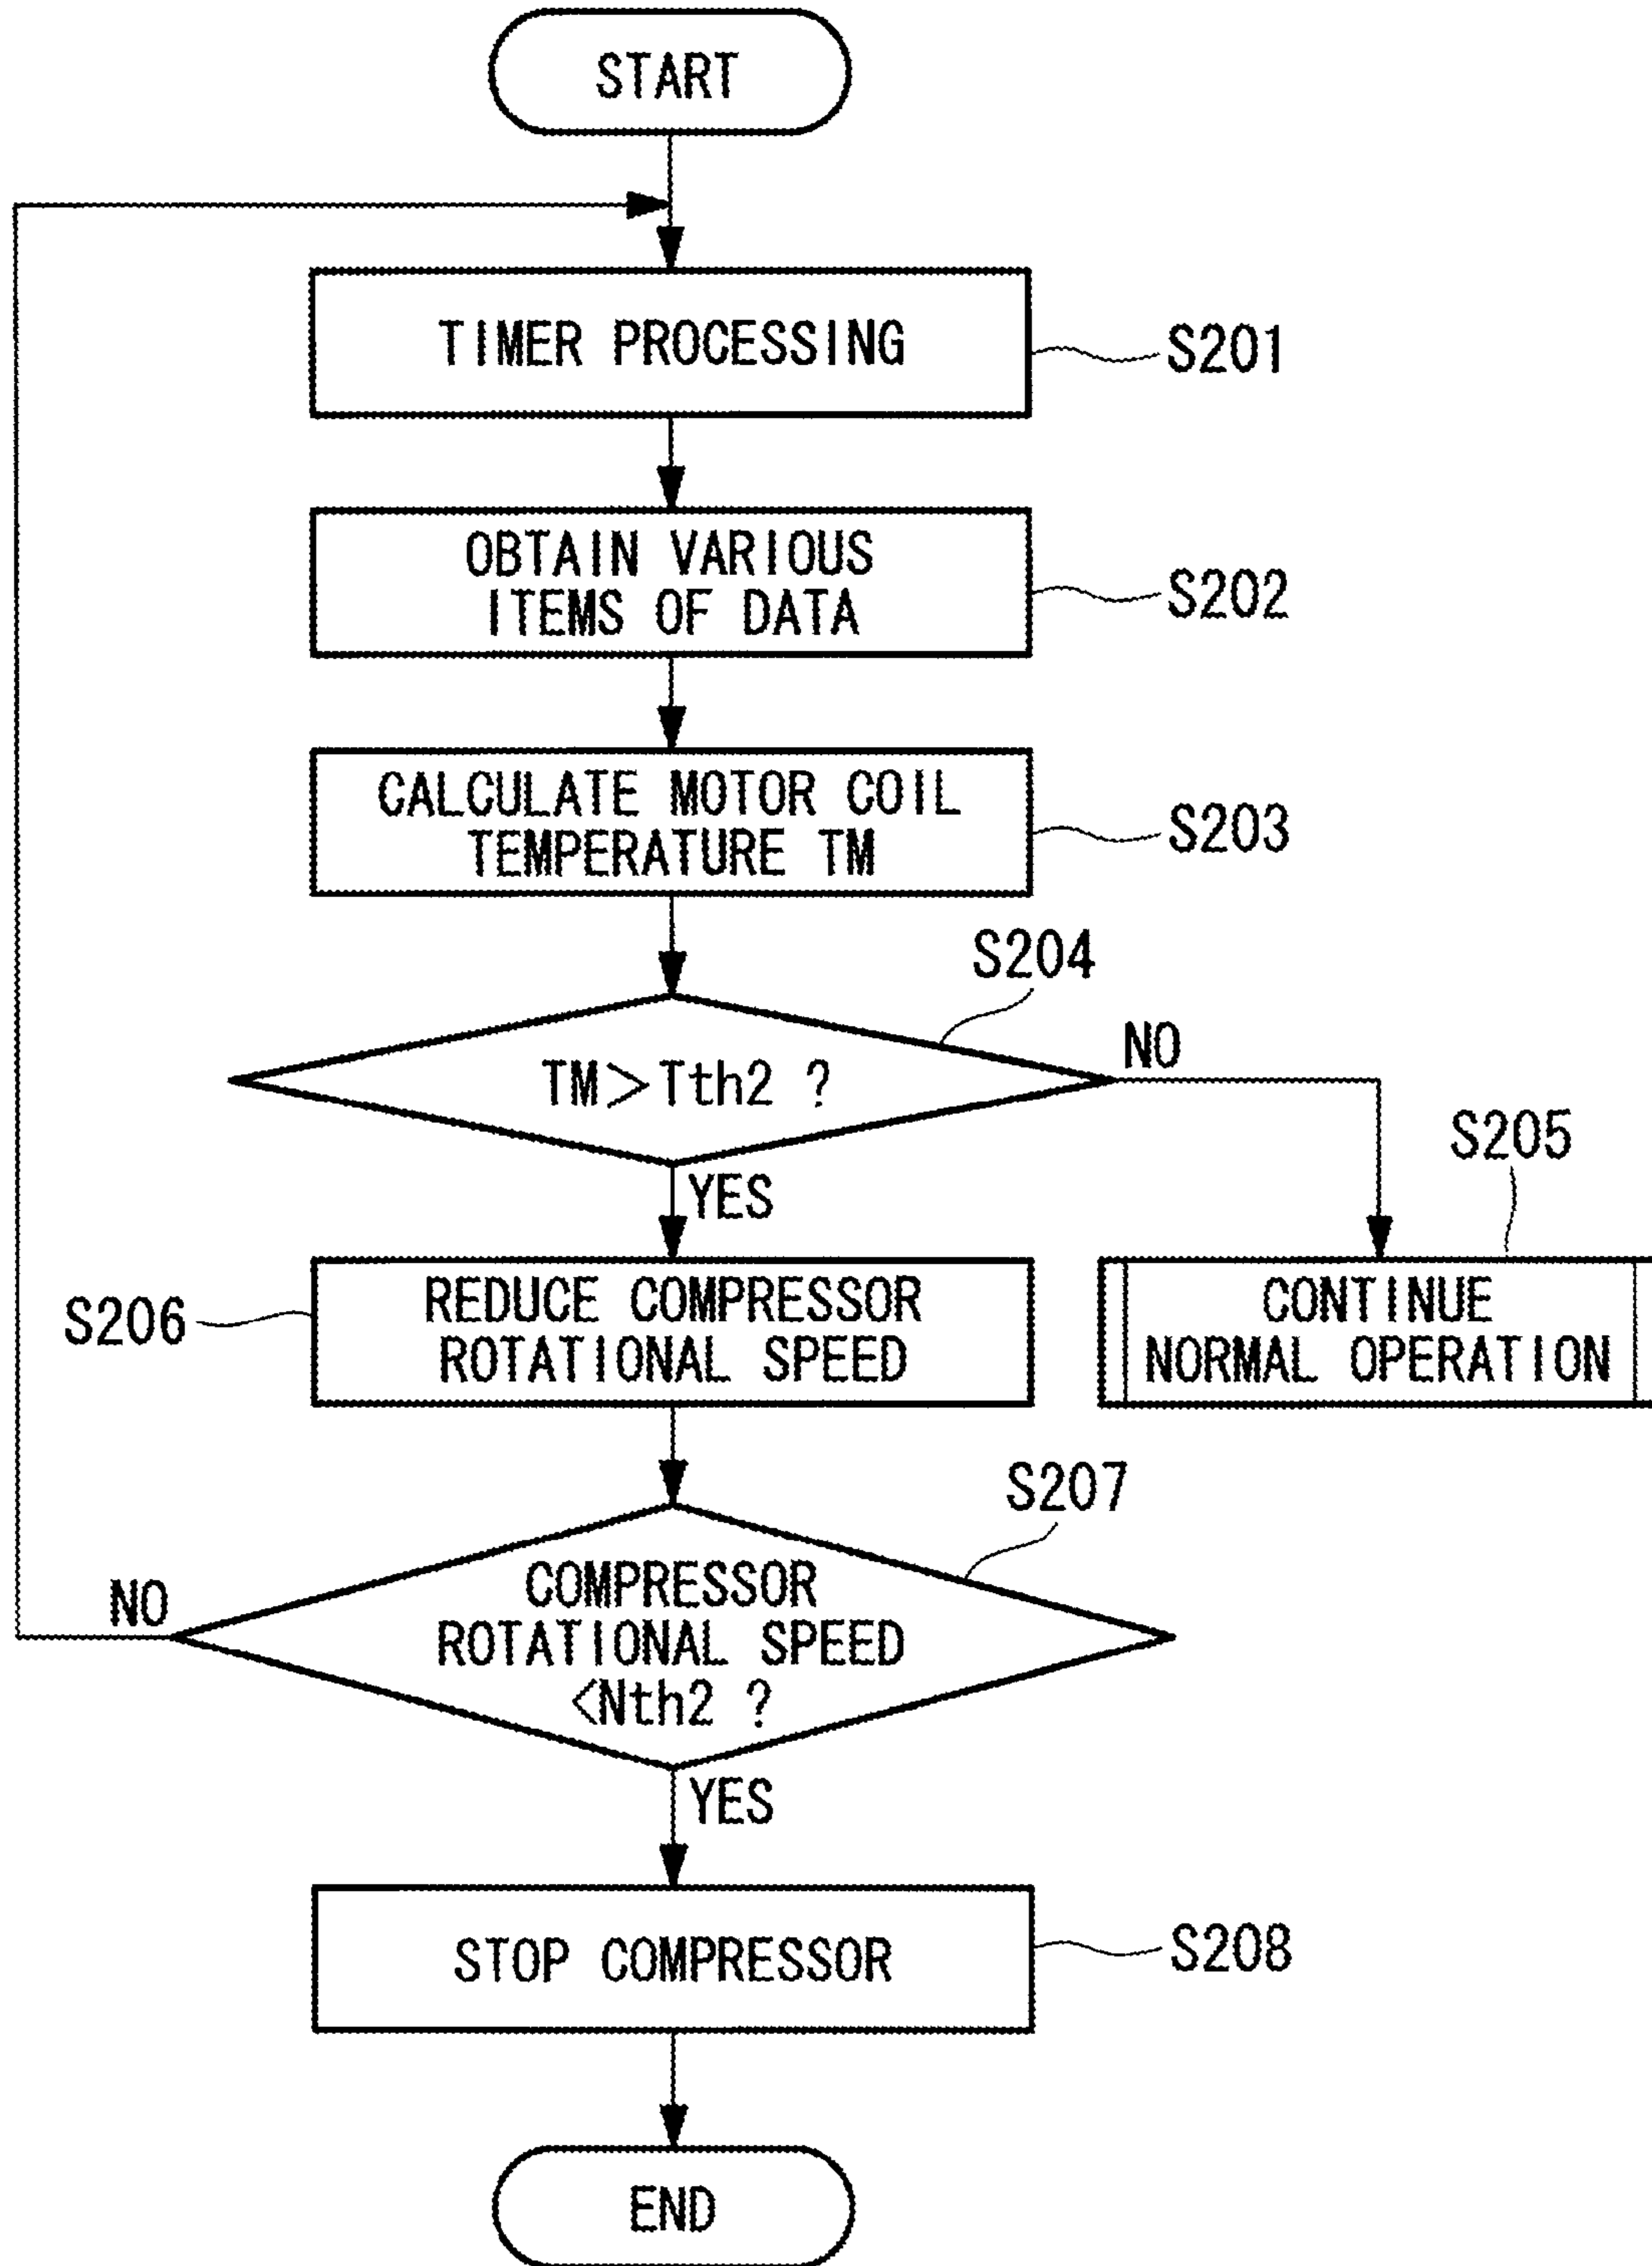 START
TIMER PROCESSING
S201
OBTAIN VARIOUS
ITEMS OF DATA
S202
CALCULATE MOTOR COIL
TEMPERATURE TM
S203
S204
TM>Tth2 ?
NO
YES
S205
CONTINUE
NORMAL OPERATION
S206
REDUCE COMPRESSOR
ROTATIONAL SPEED
S207
COMPRESSOR
ROTATIONAL SPEED
<Nth2 ?
NO
YES
STOP COMPRESSOR
S208
END